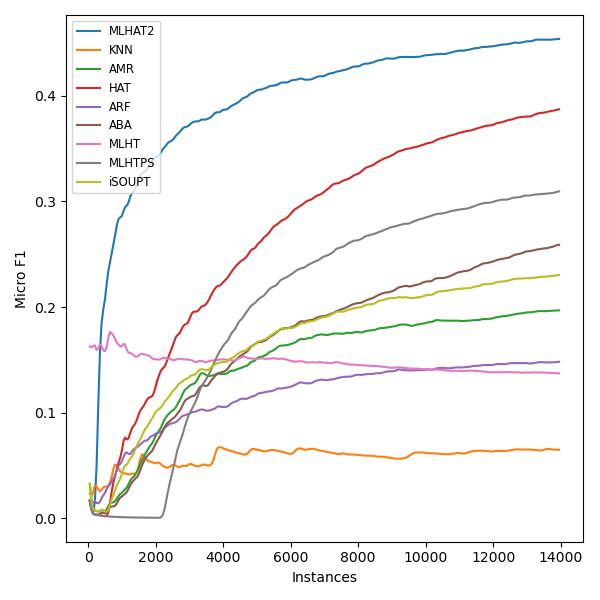 MLHAT2
KNN
AMR
HAT
ARF
ABA
MLHT
MLHTPS
iSOUPT
Micro F1
0.4
0.3
0.2
0.1
0.0
0 2000 4000 6000 8000 10000 12000 14000
Instances